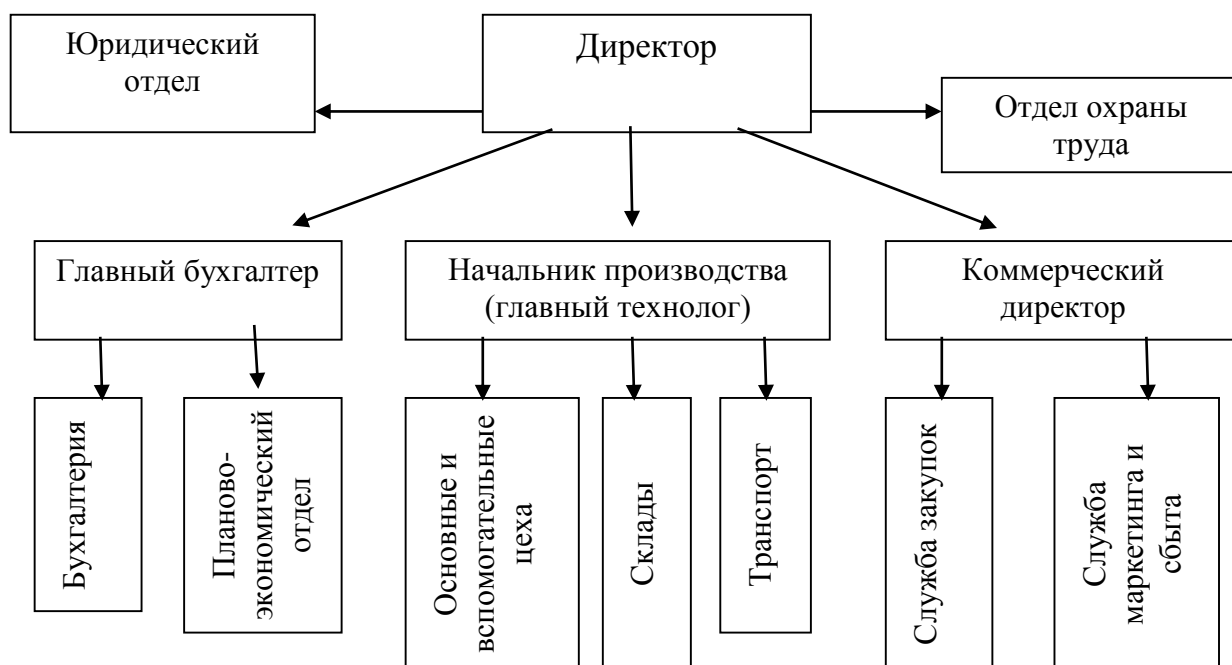 Юридический
отдел
Директор
Отдел охраны
труда
Главный бухгалтер
Начальник производства
(главный технолог)
Коммерческий
директор
Бухгалтерия
Планово-
экономический
отдел
Основные и
вспомогательные
цеха
Склады
Транспорт
Служба закупок
Служба
маркетинга и
сбыта